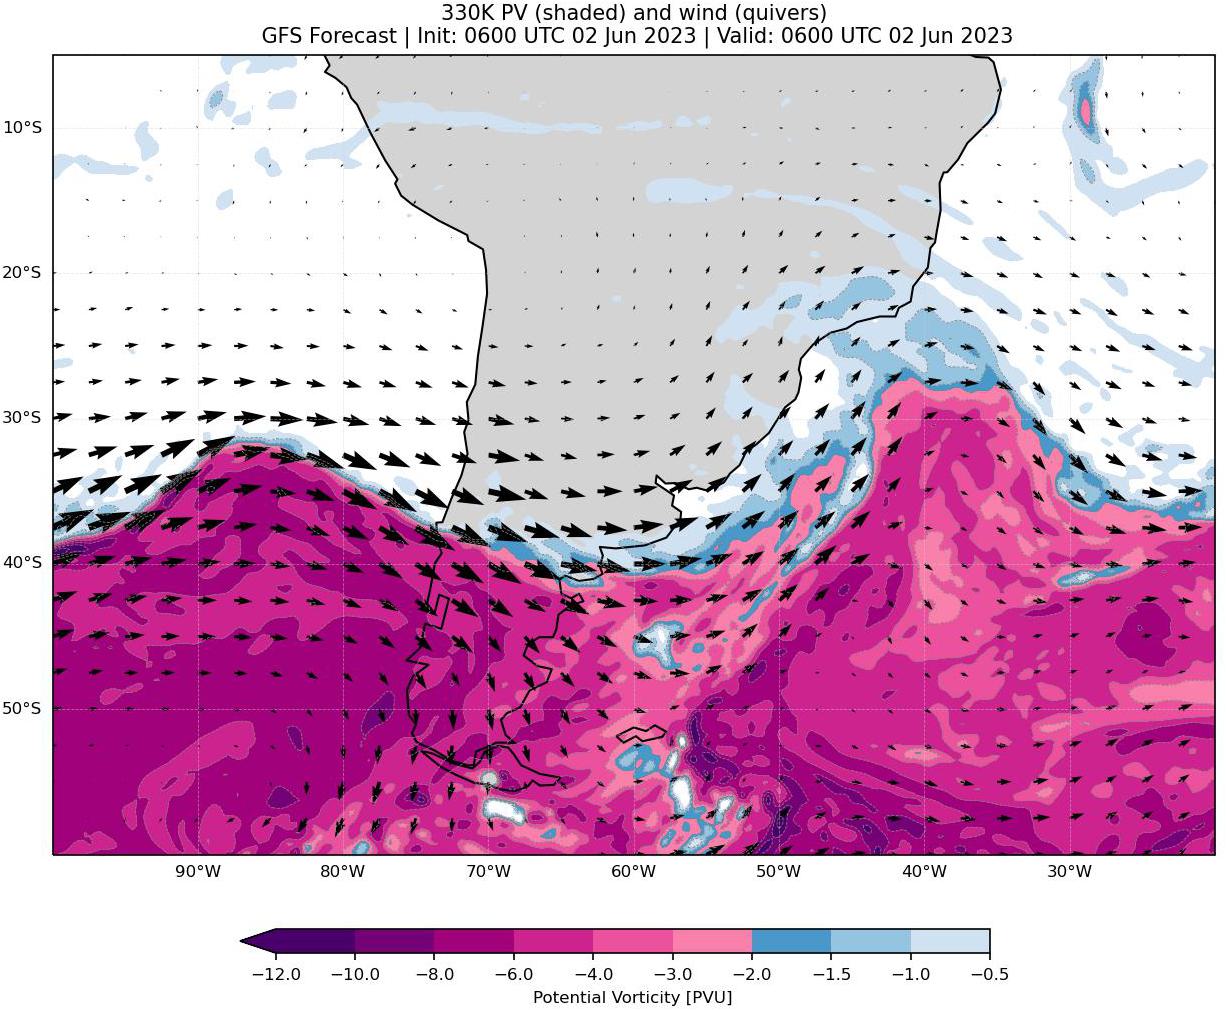 330K PV (shaded) and wind (quivers)
GFS Forecast | Init: 0600 UTC 02 Jun 2023 | Valid: 0600 UTC 02 Jun 2023
10°S
20°S
30°S
40°S
50°S
90°W 80°W 70°W 60°W 50°W 40°W 30°W
−12.0 −10.0 −8.0 −6.0 −4.0 −3.0 −2.0 −1.5 −1.0 −0.5
Potential Vorticity [PVU]